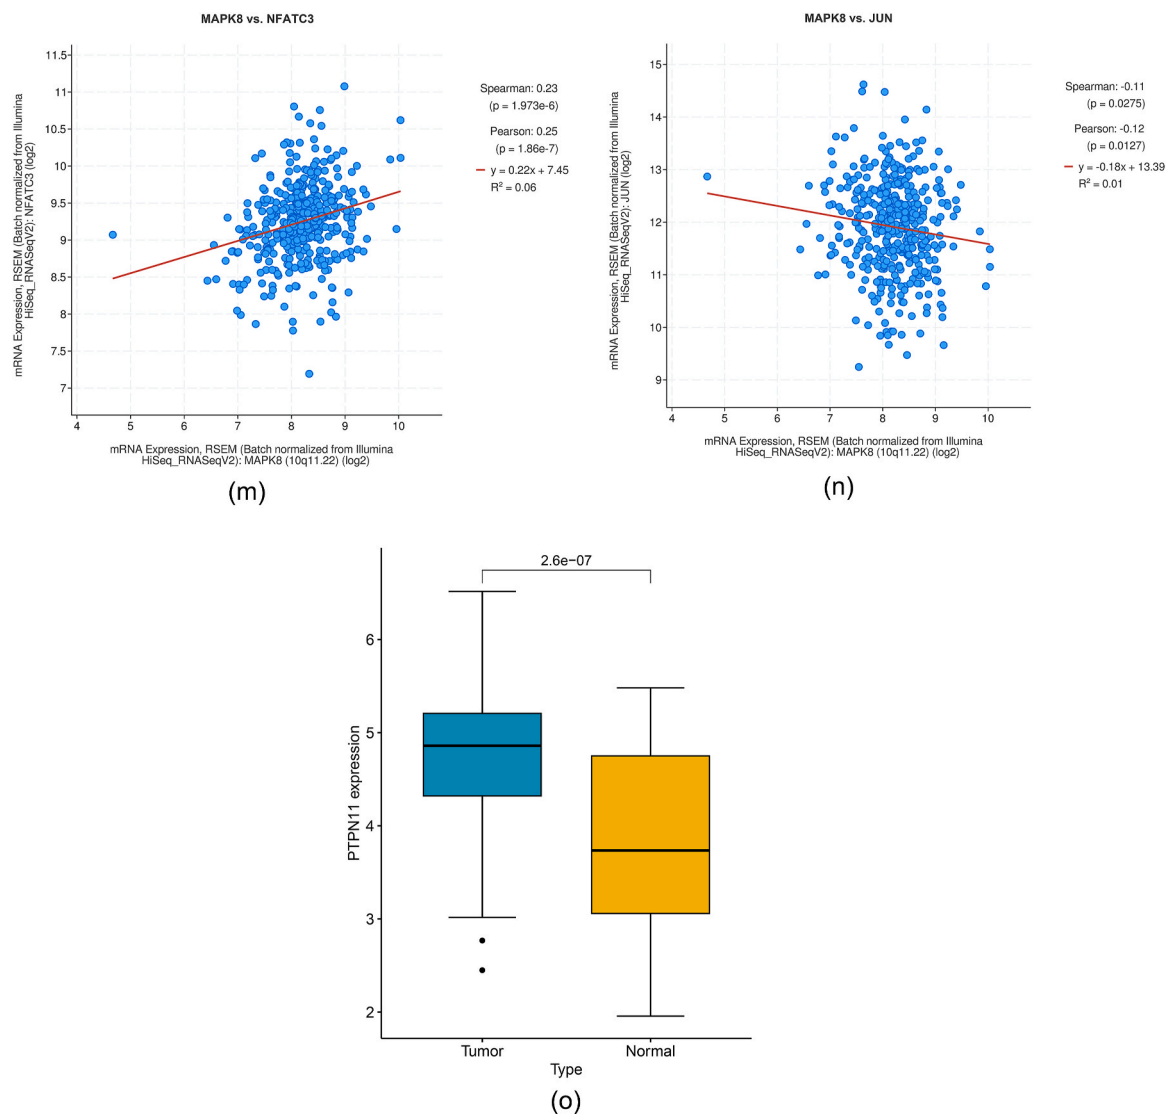 MAPK8 vs. NFATC3
11.5
11
10.5
10
9.5
9
8.5
8
7.5
7
4
5
6
7
8
9
10
mRNA Expression, RSEM (Batch normalized from Illumina
HiSeq_RNASeqV2): NFATC3 (log2)
mRNA Expression, RSEM (Batch normalized from Illumina
HiSeq_RNASeqV2): MAPK8 (10q11.22) (log2)
Spearman: 0.23
(p = 1.973e-6)
Pearson: 0.25
(p = 1.86e-7)
y = 0.22x + 7.45
R² = 0.06
(m)
MAPK8 vs. JUN
15
14
13
12
11
10
9
4
5
6
7
8
9
10
mRNA Expression, RSEM (Batch normalized from Illumina
HiSeq_RNASeqV2): JUN (log2)
mRNA Expression, RSEM (Batch normalized from Illumina
HiSeq_RNASeqV2): MAPK8 (10q11.22) (log2)
Spearman: -0.11
(p = 0.0275)
Pearson: -0.12
(p = 0.0127)
y = -0.18x + 13.39
R² = 0.01
(n)
2.6e−07
6
5
4
3
2
PTPN11 expression
Tumor
Normal
Type
(o)